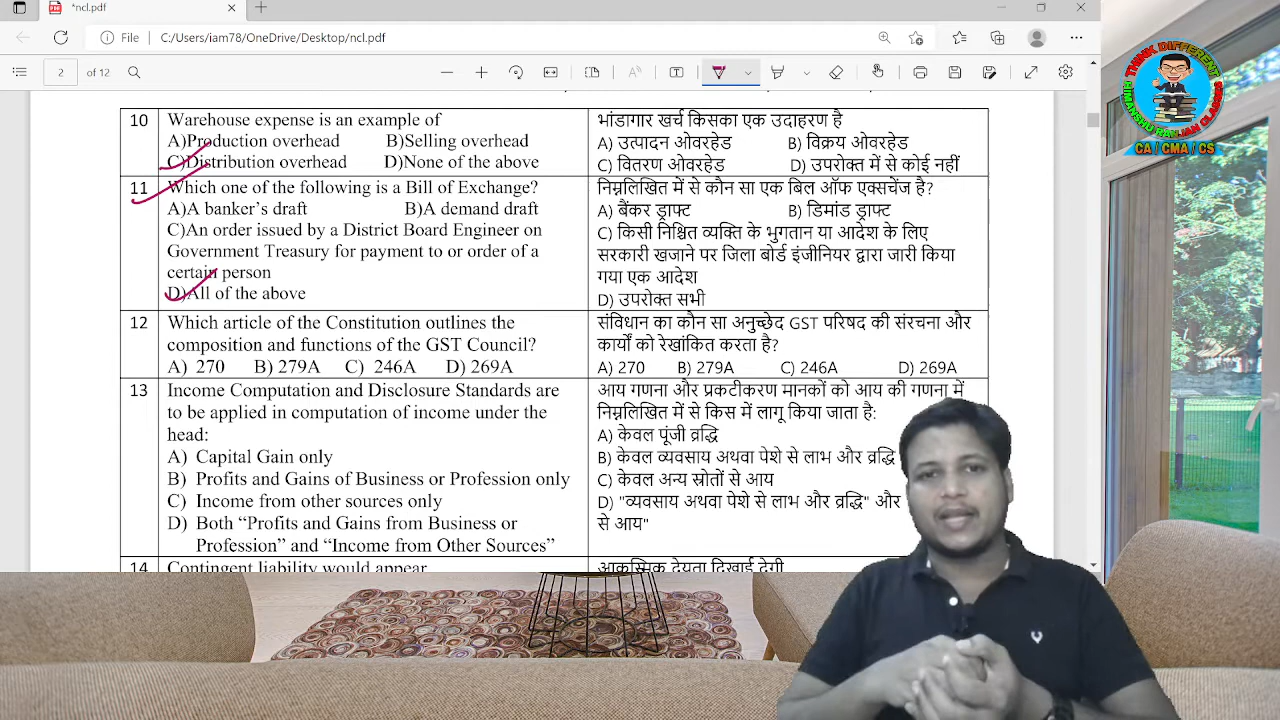 *ncl.pdf
File C:/Users/iam78/OneDrive/Desktop/ncl.pdf
2 of 12
10 Warehouse expense is an example of
A)Production overhead B)Selling overhead
C)Distribution overhead D)None of the above
भांडागार खर्च किसका एक उदाहरण है
A) उत्पादन ओवरहेड B) विक्रय ओवरहेड
C) वितरण ओवरहेड D) उपरोक्त में से कोई नहीं
11 Which one of the following is a Bill of Exchange?
A)A banker’s draft B)A demand draft
C)An order issued by a District Board Engineer on
Government Treasury for payment to or order of a
certain person
D)All of the above
निम्नलिखित में से कौन सा एक बिल ऑफ एक्सचेंज है?
A) बैंकर ड्राफ्ट B) डिमांड ड्राफ्ट
C) किसी निश्चित व्यक्ति के भुगतान या आदेश के लिए
सरकारी खजाने पर जिला बोर्ड इंजीनियर द्वारा जारी किया
गया एक आदेश
D) उपरोक्त सभी
12 Which article of the Constitution outlines the
composition and functions of the GST Council?
A) 270 B) 279A C) 246A D) 269A
संविधान का कौन सा अनुच्छेद GST परिषद की संरचना और
कार्यों को रेखांकित करता है?
A) 270 B) 279A C) 246A D) 269A
13 Income Computation and Disclosure Standards are
to be applied in computation of income under the
head:
A) Capital Gain only
B) Profits and Gains of Business or Profession only
C) Income from other sources only
D) Both “Profits and Gains from Business or
Profession” and “Income from Other Sources”
आय गणना और प्रकटीकरण मानकों को आय की गणना में
निम्नलिखित में से किस में लागू किया जाता है:
A) केवल पूंजी व्रद्धि
B) केवल व्यवसाय अथवा पेशे से लाभ और व्रद्धि
C) केवल अन्य स्रोतों से आय
D) "व्यवसाय अथवा पेशे से लाभ और व्रद्धि" और
से आय"
14 Contingent liability would appear
आकस्मिक देयता दिखाई देगी
THINK DIFFERENT
HIMANSHU RANJAN CLASSES
CA / CMA / CS